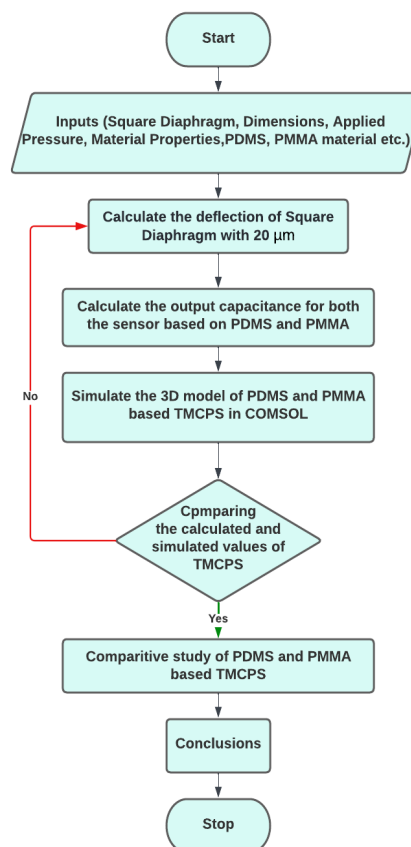 Start
Inputs (Square Diaphragm, Dimensions, Applied
Pressure, Material Properties,PDMS, PMMA material etc.)
Calculate the deflection of Square
Diaphragm with 20 μm
Calculate the output capacitance for both
the sensor based on PDMS and PMMA
No
Simulate the 3D model of PDMS and PMMA
based TMCPS in COMSOL
Cpmparing
the calculated and
simulated values of
TMCPS
Yes
Comparitive study of PDMS and PMMA
based TMCPS
Conclusions
Stop